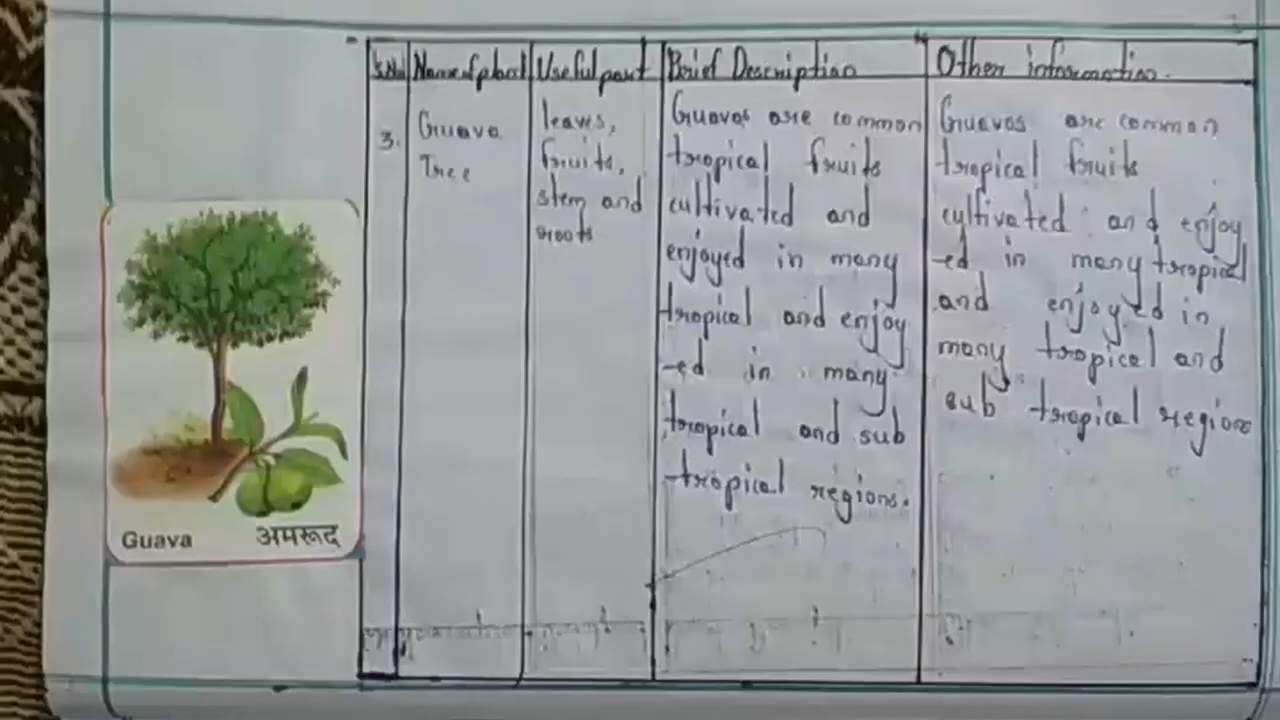 S.No Name of plant Useful part Brief Description Other information.
3.
Guava
Tree
leaves,
fruits,
stem and
roots
Guavas are common
tropical fruits
cultivated and
enjoyed in many
tropical and enjoy
-ed in many
tropical and sub
tropical regions.
Guavas are common
tropical fruits
cultivated and enjoy
-ed in many tropical
and enjoyed in
many tropical and
sub tropical regions
Guava अमरूद